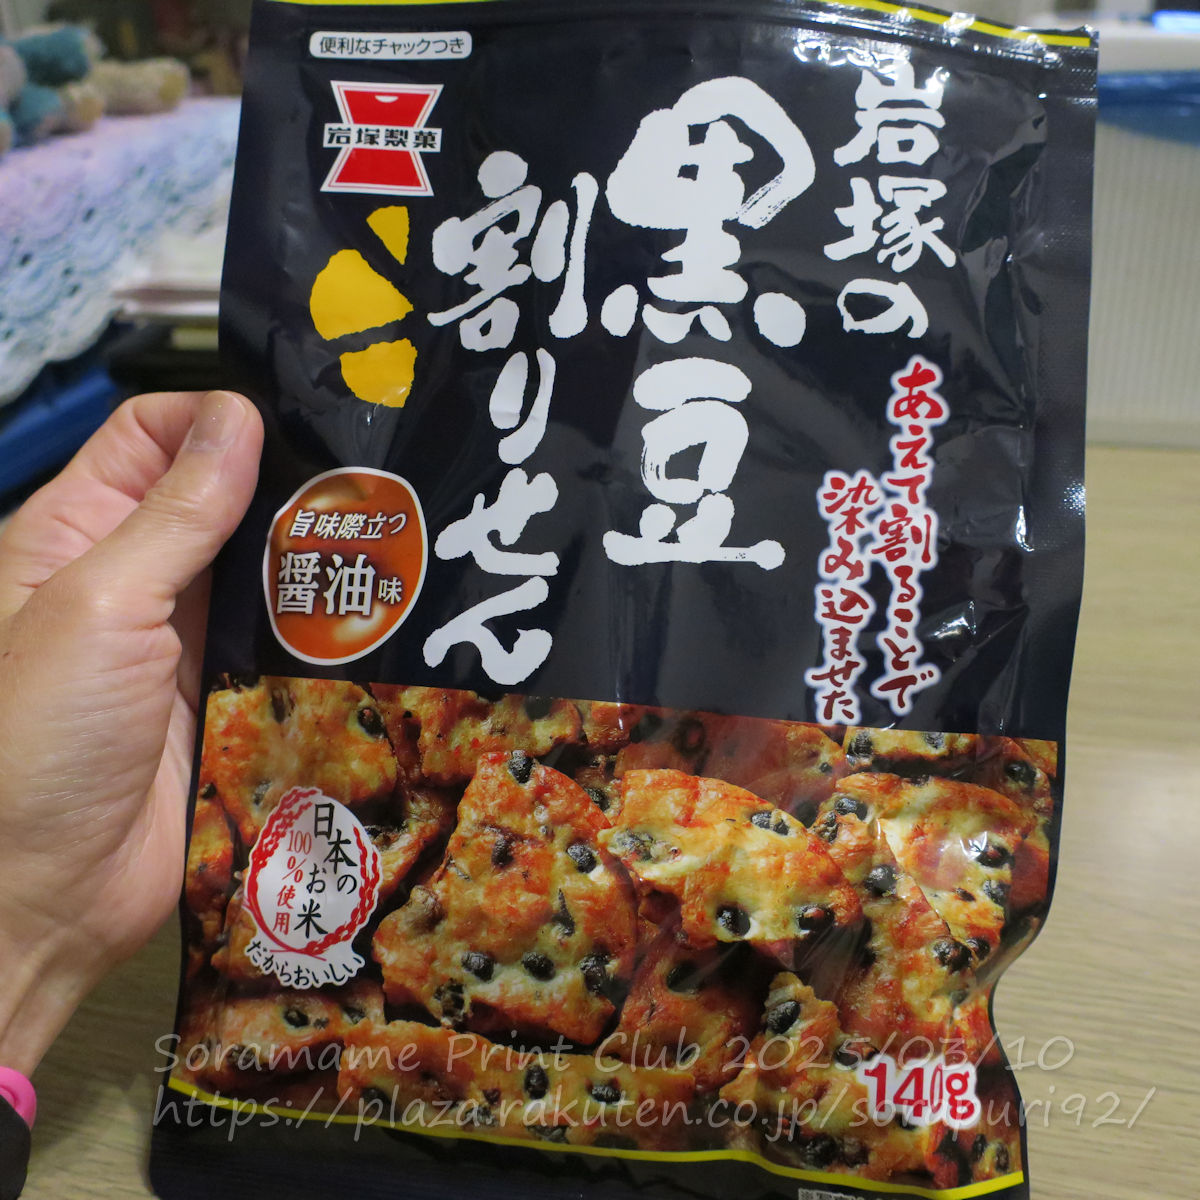 便利なチャックつき
岩塚製菓
岩塚の
黒豆
割りせん
あえて割ることで
染み込ませた
旨味際立つ
醤油味
日本の
お米
100%使用
だからおいしい
140g
Soramame Print Club 2025/03/10
https://plaza.rakuten.co.jp/sorapuri92/